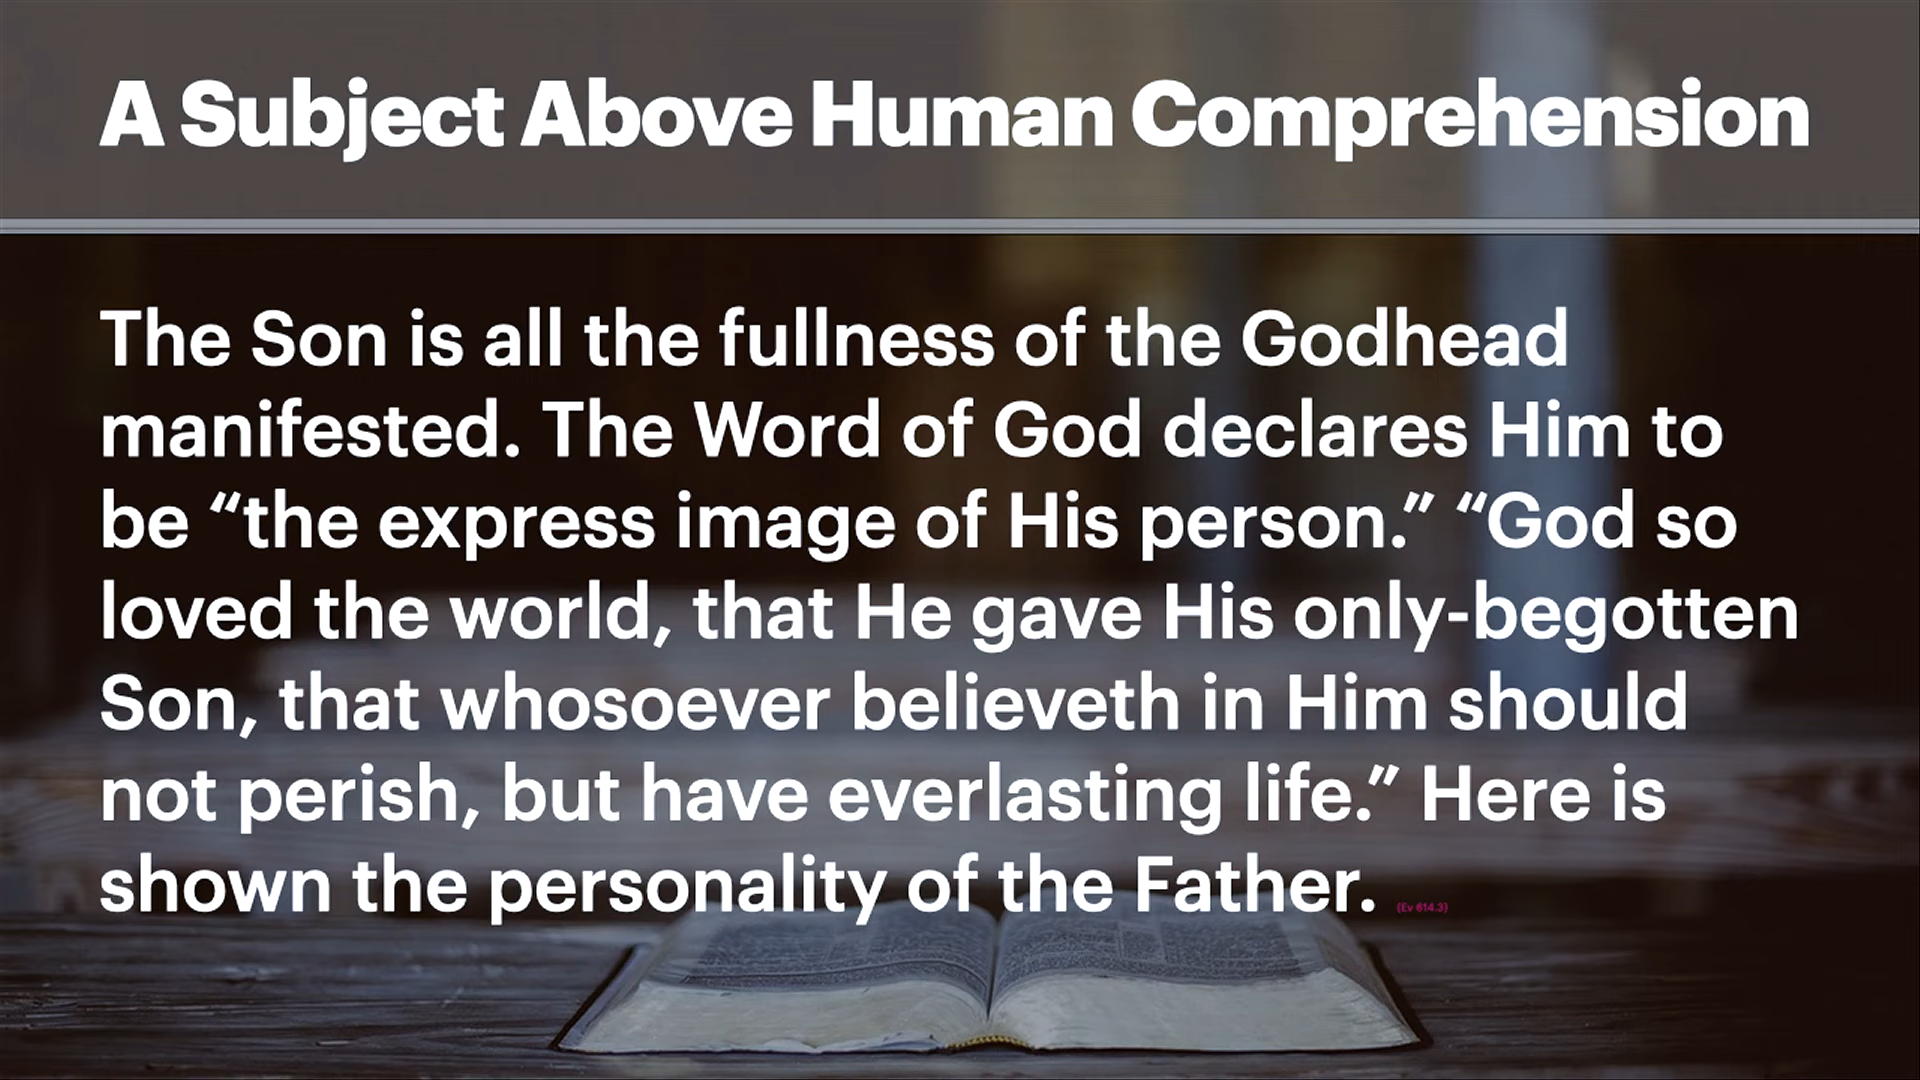 A Subject Above Human Comprehension
The Son is all the fullness of the Godhead
manifested. The Word of God declares Him to
be “the express image of His person.” “God so
loved the world, that He gave His only-begotten
Son, that whosoever believeth in Him should
not perish, but have everlasting life.” Here is
shown the personality of the Father. (Ev 614.3)